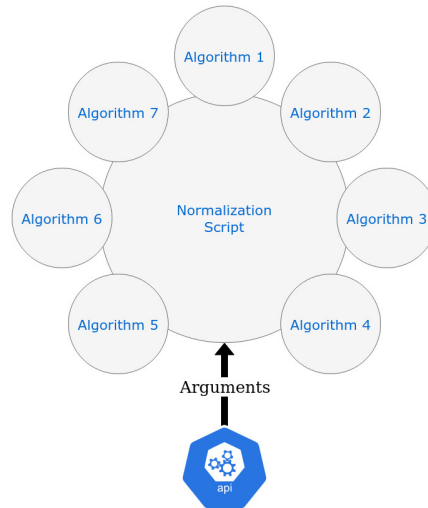 Algorithm 1
Algorithm 7
Algorithm 2
Normalization
Script
Algorithm 6
Algorithm 3
Algorithm 5
Algorithm 4
Arguments
api